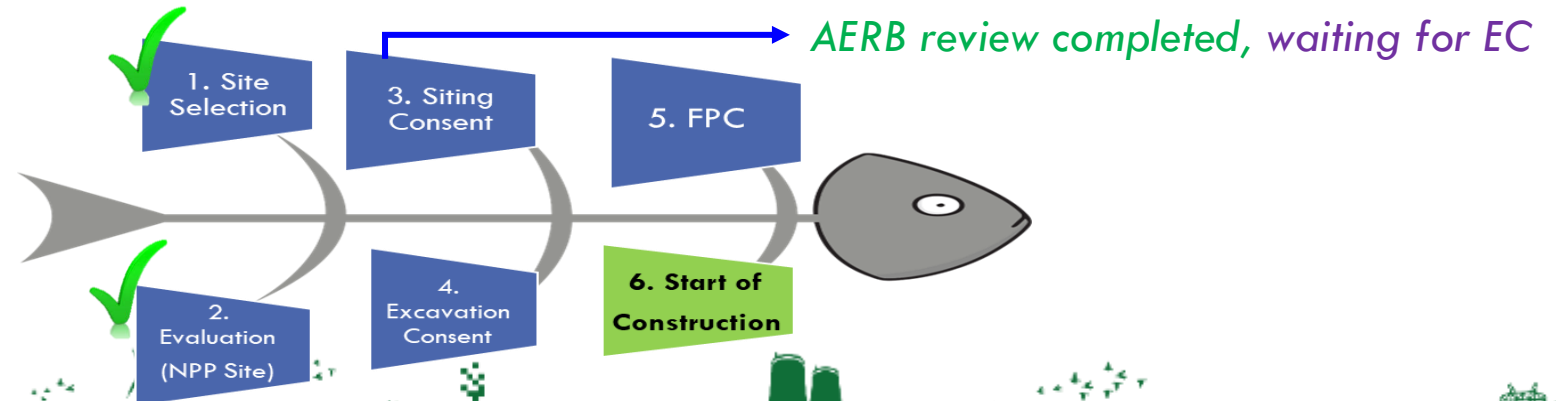 AERB review completed, waiting for EC
1. Site
Selection
3. Siting
Consent
5. FPC
2.
Evaluation
(NPP Site)
4.
Excavation
Consent
6. Start of
Construction